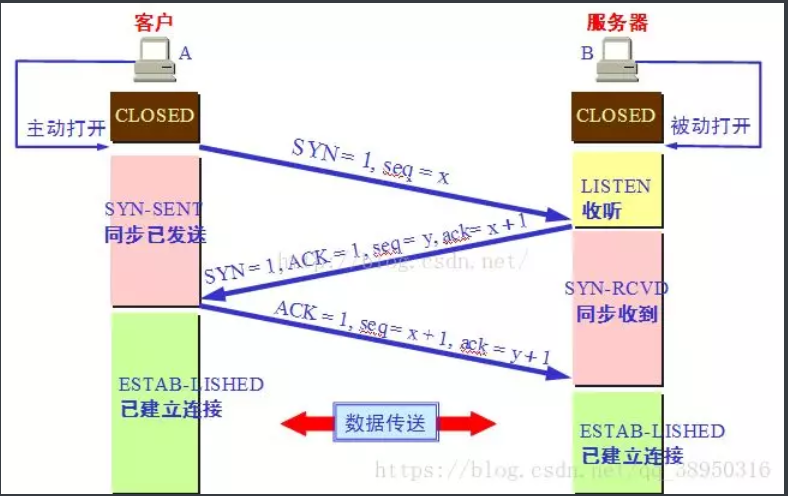 客户
服务器
A
B
CLOSED
CLOSED
主动打开
被动打开
SYN = 1, seq = x
LISTEN
收听
SYN-SENT
同步已发送
SYN = 1, ACK = 1, seq = y, ack= x + 1
http://blog.csdn.net/
SYN-RCVD
同步收到
ACK = 1, seq= x + 1, ack = y + 1
ESTAB-LISHED
已建立连接
数据传送
ESTAB-LISHED
已建立连接
https://blog.csdn.net/qq_38950316